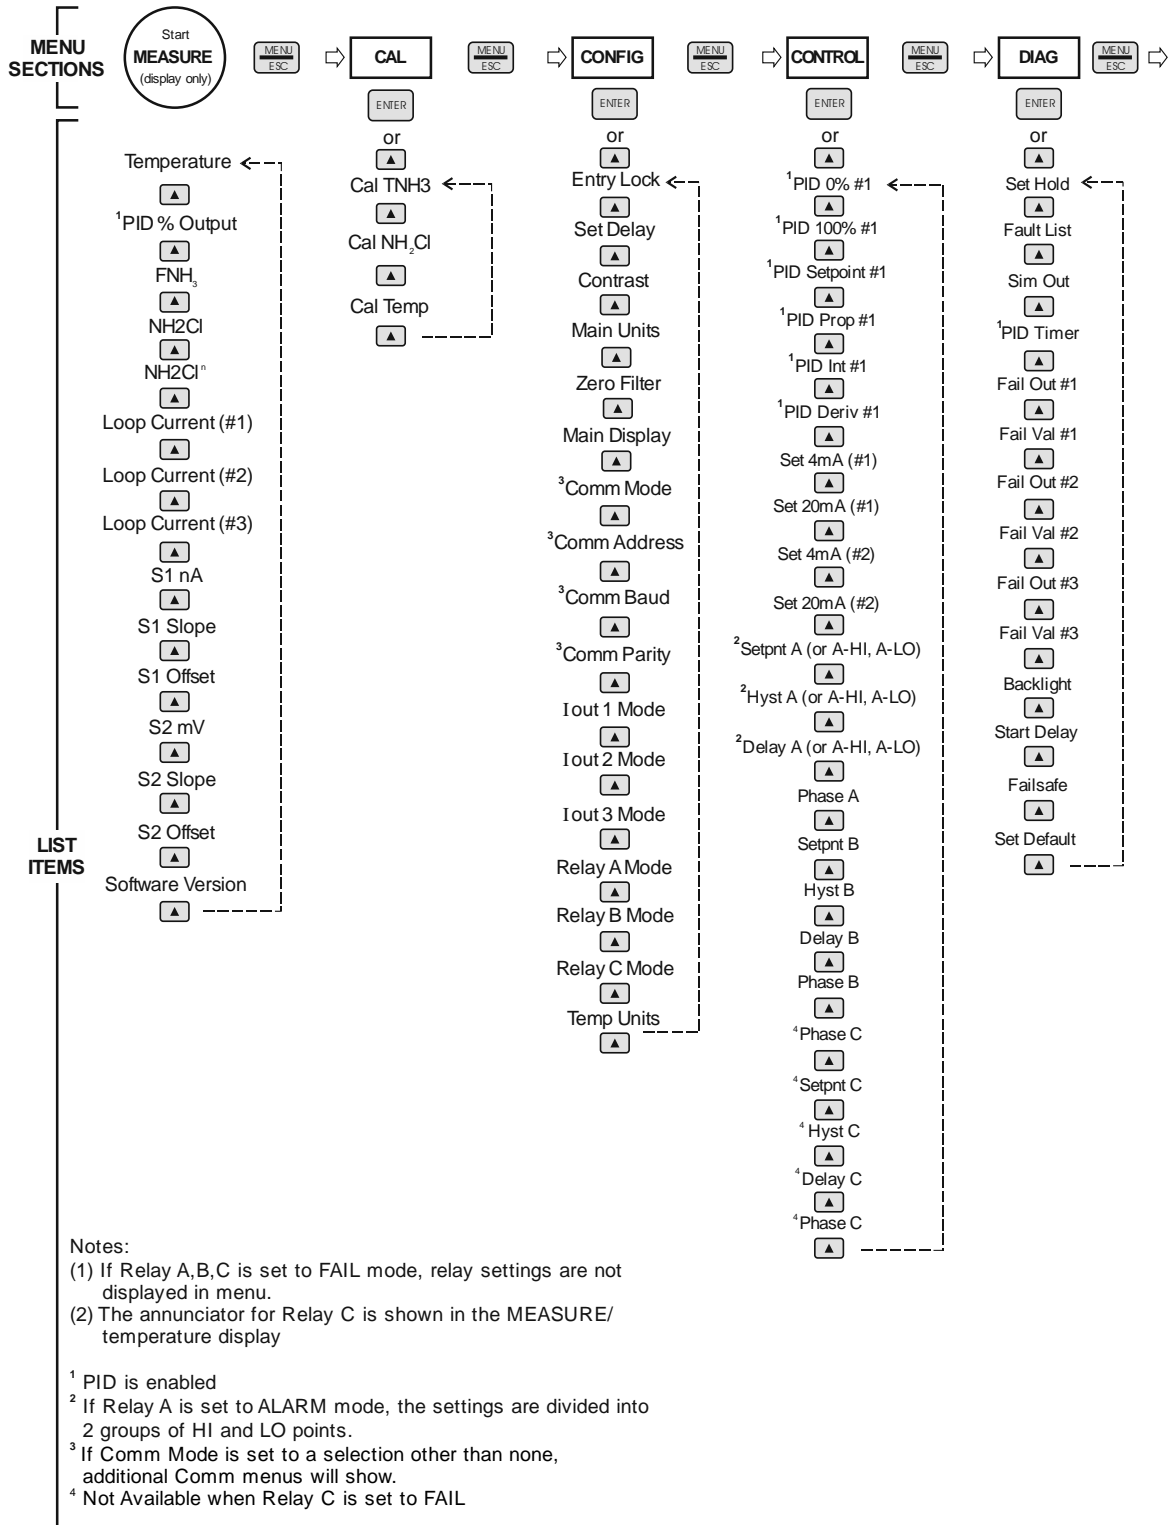 MENU
SECTIONS
Start
MEASURE
(display only)
MENU
ESC
CAL
MENU
ESC
CONFIG
MENU
ESC
CONTROL
MENU
ESC
DIAG
MENU
ESC
LIST
ITEMS
Temperature
¹PID % Output
FNH₃
NH2Cl
NH2Clⁿ
Loop Current (#1)
Loop Current (#2)
Loop Current (#3)
S1 nA
S1 Slope
S1 Offset
S2 mV
S2 Slope
S2 Offset
Software Version
ENTER
or
Cal TNH3
Cal NH₂Cl
Cal Temp
ENTER
or
Entry Lock
Set Delay
Contrast
Main Units
Zero Filter
Main Display
³Comm Mode
³Comm Address
³Comm Baud
³Comm Parity
Iout 1 Mode
Iout 2 Mode
Iout 3 Mode
Relay A Mode
Relay B Mode
Relay C Mode
Temp Units
ENTER
or
¹PID 0% #1
¹PID 100% #1
¹PID Setpoint #1
¹PID Prop #1
¹PID Int #1
¹PID Deriv #1
Set 4mA (#1)
Set 20mA (#1)
Set 4mA (#2)
Set 20mA (#2)
²Setpnt A (or A-HI, A-LO)
²Hyst A (or A-HI, A-LO)
²Delay A (or A-HI, A-LO)
Phase A
Setpnt B
Hyst B
Delay B
Phase B
⁴Phase C
⁴Setpnt C
⁴Hyst C
⁴Delay C
⁴Phase C
ENTER
or
Set Hold
Fault List
Sim Out
¹PID Timer
Fail Out #1
Fail Val #1
Fail Out #2
Fail Val #2
Fail Out #3
Fail Val #3
Backlight
Start Delay
Failsafe
Set Default
Notes:
(1) If Relay A,B,C is set to FAIL mode, relay settings are not
displayed in menu.
(2) The annunciator for Relay C is shown in the MEASURE/
temperature display
¹ PID is enabled
² If Relay A is set to ALARM mode, the settings are divided into
2 groups of HI and LO points.
³ If Comm Mode is set to a selection other than none,
additional Comm menus will show.
⁴ Not Available when Relay C is set to FAIL